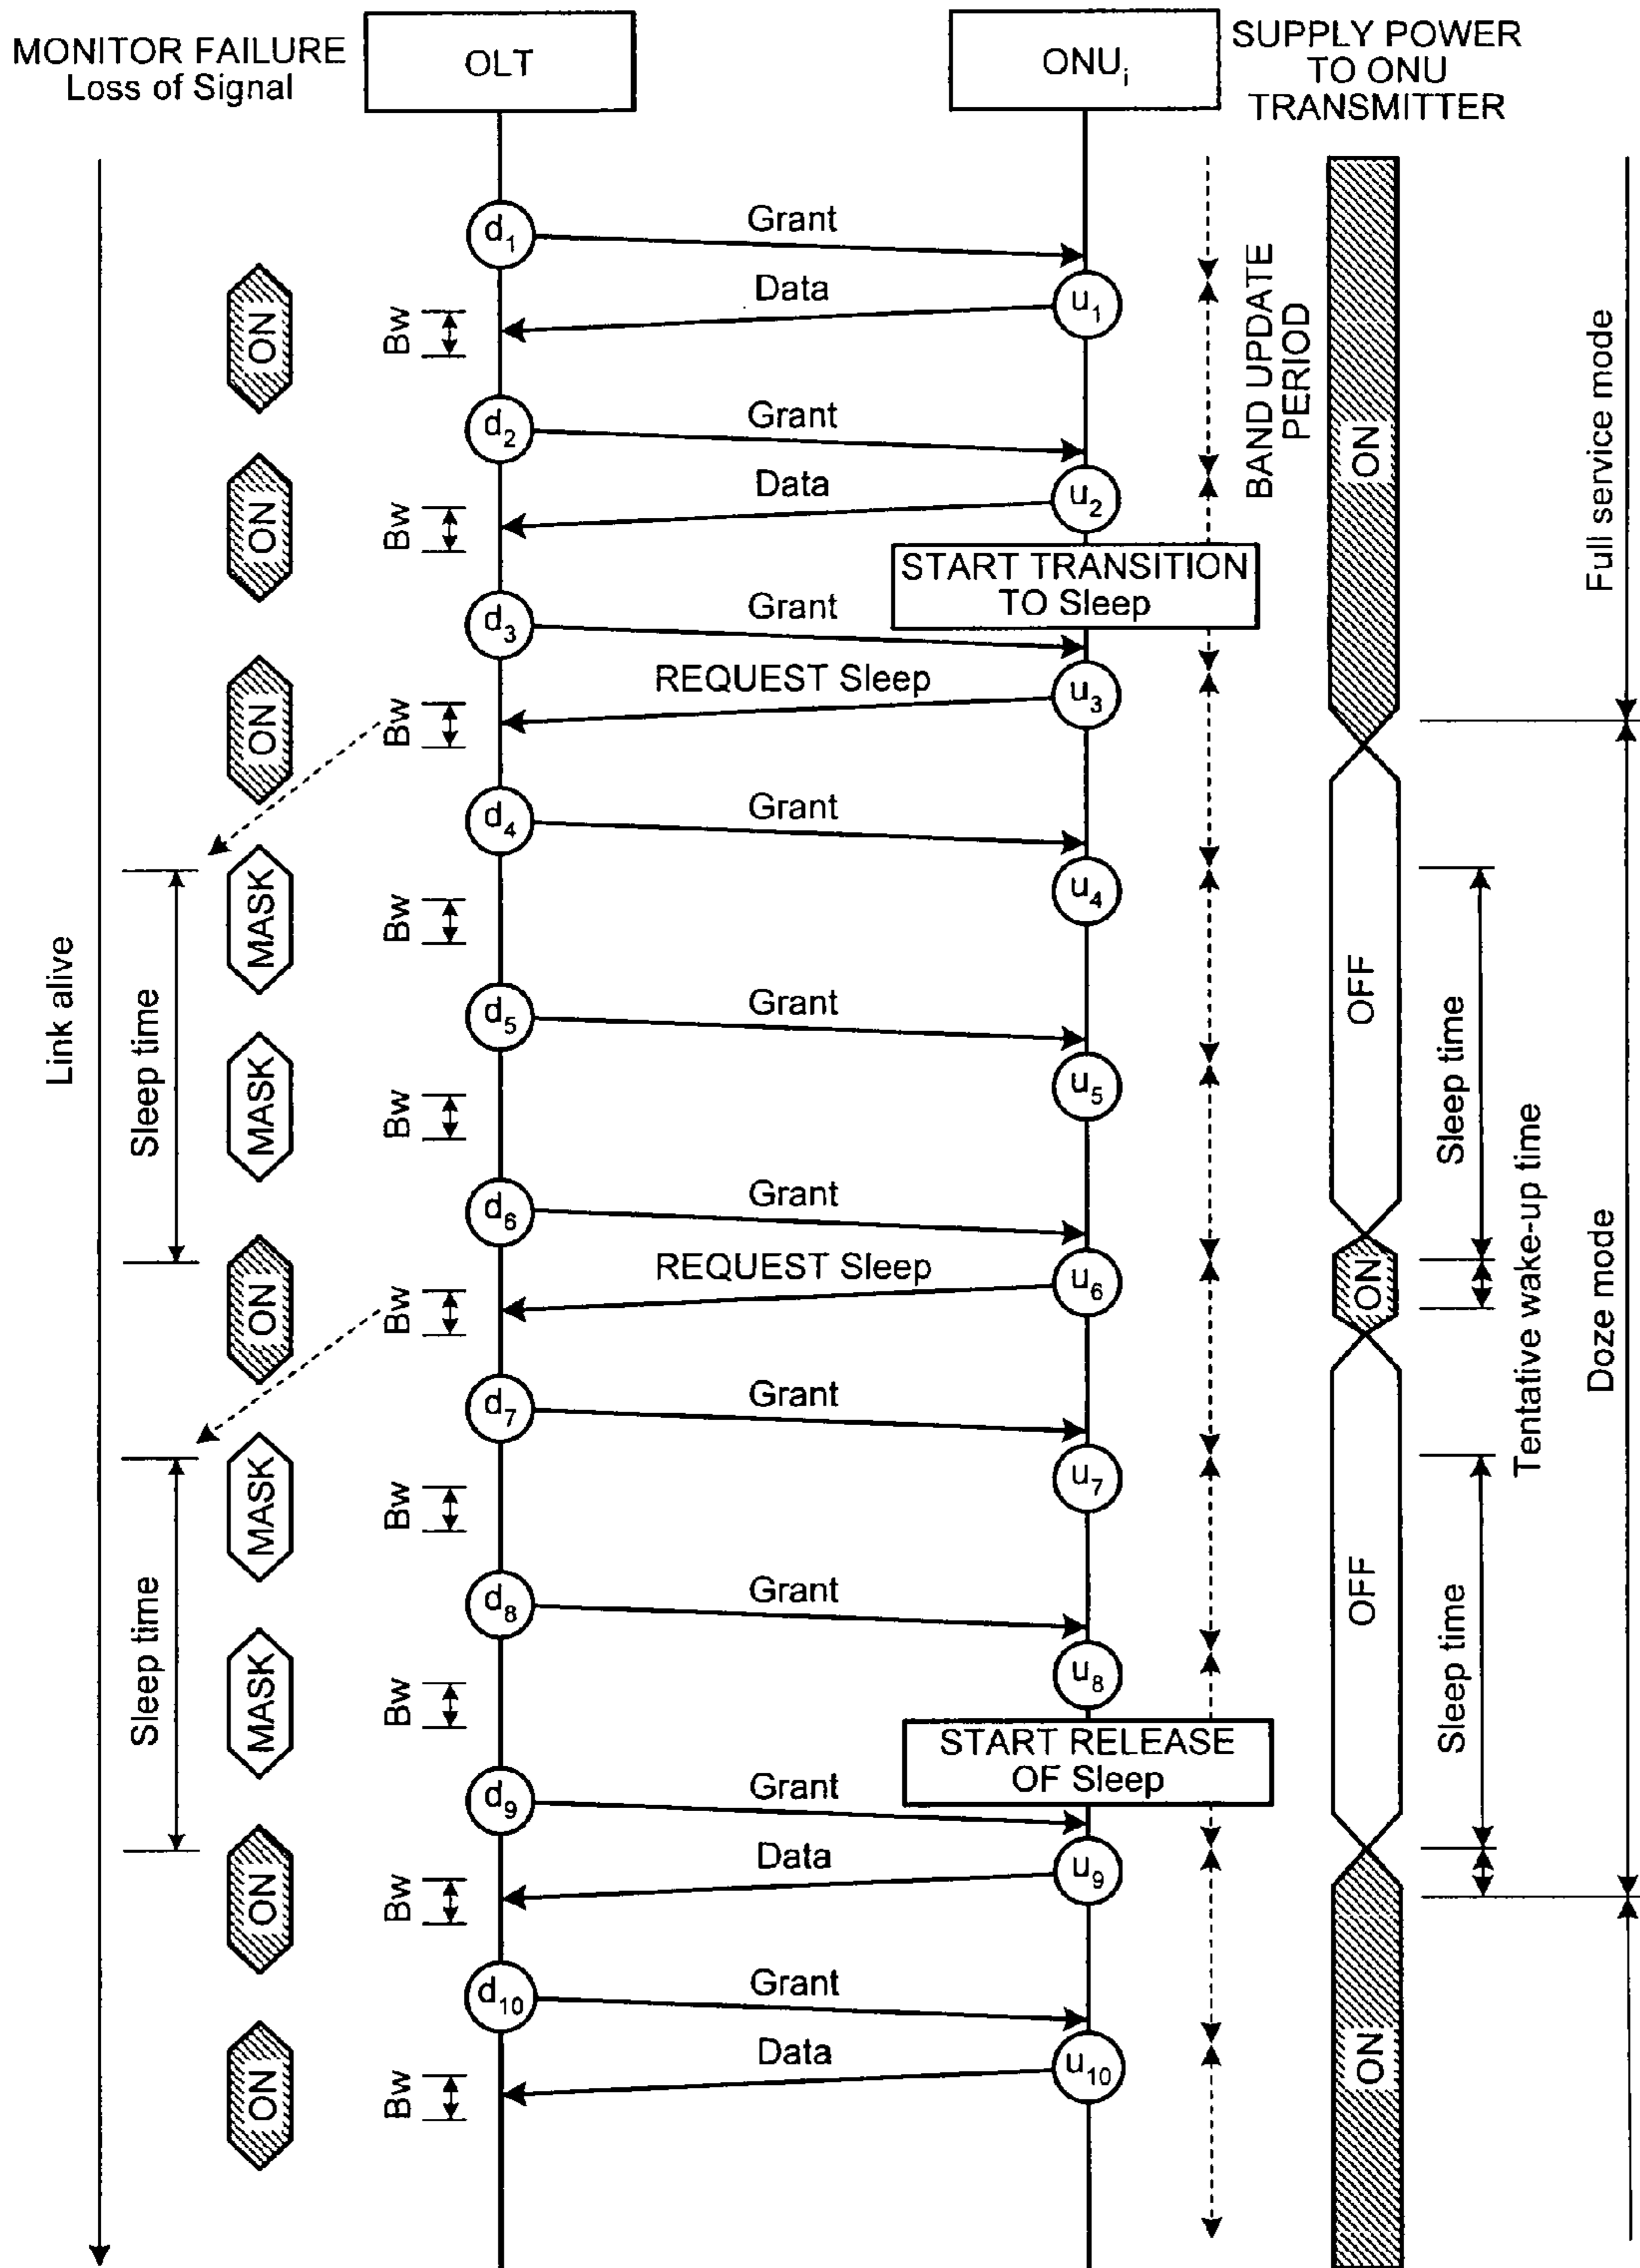 MONITOR FAILURE
Loss of Signal
OLT
ONUi
SUPPLY POWER
TO ONU
TRANSMITTER
d1
Grant
Data
u1
Bw
ON
BAND UPDATE
PERIOD
ON
Full service mode
d2
Grant
Data
u2
Bw
ON
START TRANSITION
TO Sleep
d3
Grant
REQUEST Sleep
u3
Bw
ON
d4
Grant
u4
Bw
MASK
Link alive
Sleep time
OFF
Sleep time
d5
Grant
u5
Bw
MASK
d6
Grant
REQUEST Sleep
u6
Bw
ON
ON
Tentative wake-up time
Doze mode
d7
Grant
u7
Bw
MASK
Sleep time
OFF
Sleep time
d8
Grant
u8
Bw
MASK
START RELEASE
OF Sleep
d9
Grant
Data
u9
Bw
ON
d10
Grant
Data
u10
Bw
ON
ON